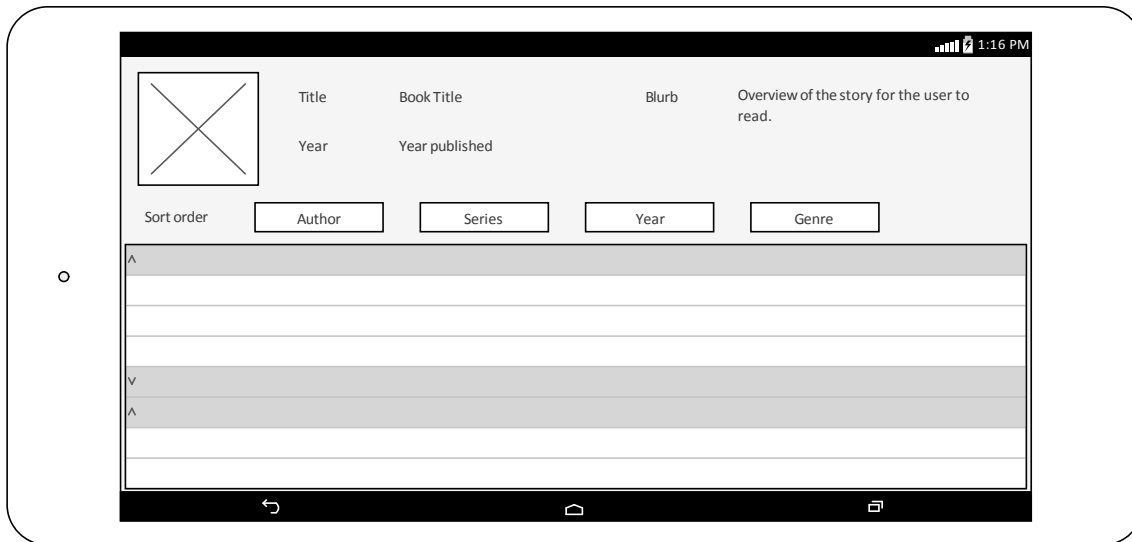 1:16 PM
Title Book Title Blurb Overview of the story for the user to
read.
Year Year published
Sort order Author Series Year Genre
^
v
^